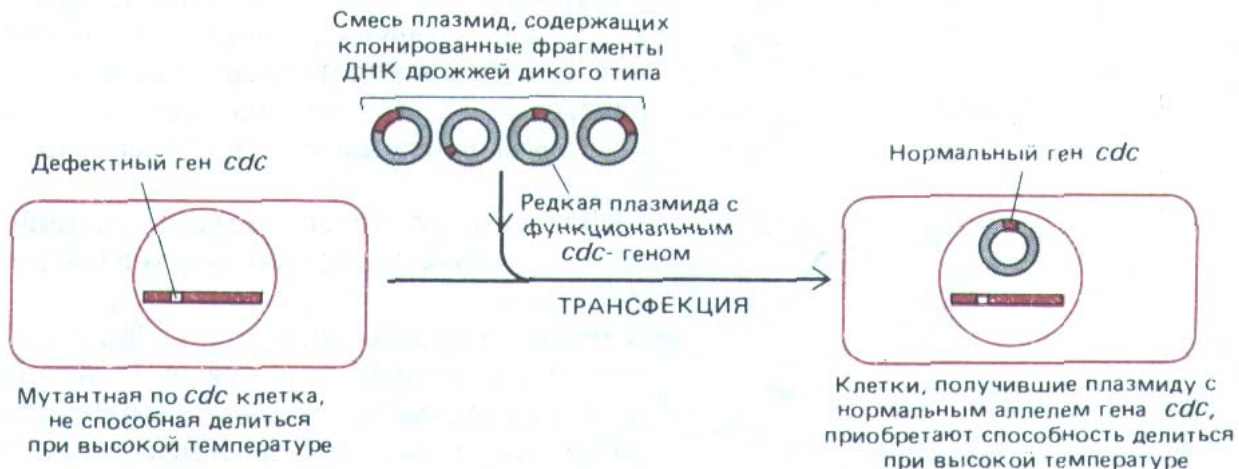 Смесь плазмид, содержащих
клонированные фрагменты
ДНК дрожжей дикого типа
Дефектный ген cdc
Нормальный ген cdc
Редкая плазмида с
функциональным
cdc- геном
ТРАНСФЕКЦИЯ
Мутантная по cdc клетка,
не способная делиться
при высокой температуре
Клетки, получившие плазмиду с
нормальным аллелем гена cdc,
приобретают способность делиться
при высокой температуре